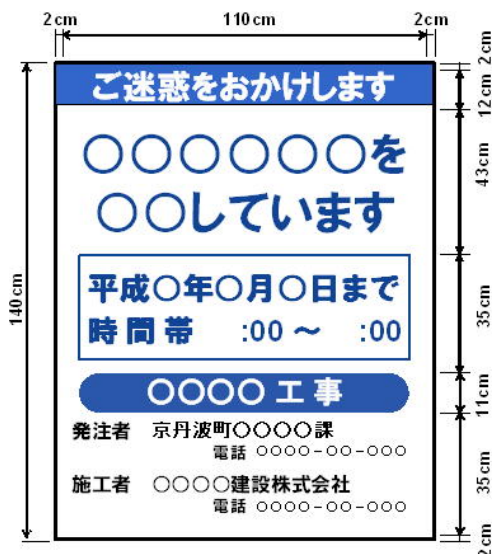 2cm 110cm 2cm
2cm
ご迷惑をおかけします
12cm
○○○○○○を
43cm
○○しています
140cm
平成○年○月○日まで
35cm
時間帯 :00～ :00
○○○○工事
11cm
発注者 京丹波町○○○○課
電話 ○○○○-○○-○○○
35cm
施工者 ○○○○建設株式会社
電話 ○○○○-○○-○○○
2cm